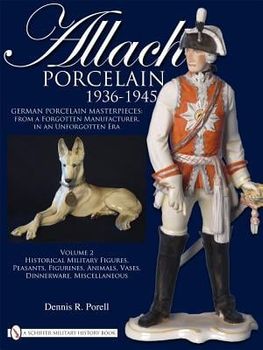 Allach
PORCELAIN
1936-1945
GERMAN PORCELAIN MASTERPIECES:
FROM A FORGOTTEN MANUFACTURER,
IN AN UNFORGOTTEN ERA
VOLUME 2
HISTORICAL MILITARY FIGURES,
PEASANTS, FIGURINES, ANIMALS, VASES,
DINNERWARE, MISCELLANEOUS
Dennis R. Porell
A SCHIFFER MILITARY HISTORY BOOK